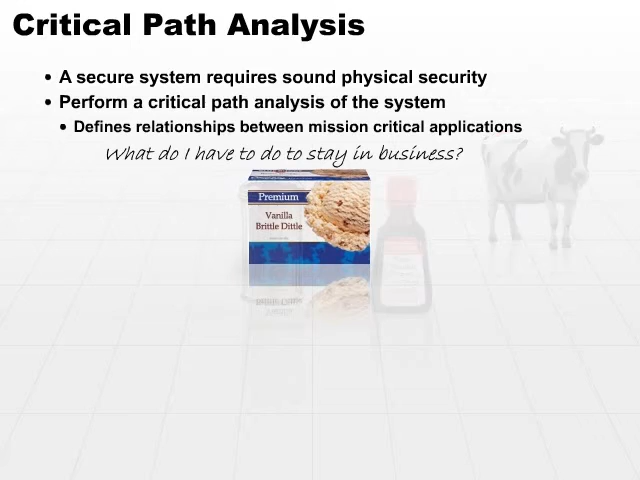 Critical Path Analysis
• A secure system requires sound physical security
• Perform a critical path analysis of the system
• Defines relationships between mission critical applications
What do I have to do to stay in business?
Premium
Vanilla
Brittle Dittle